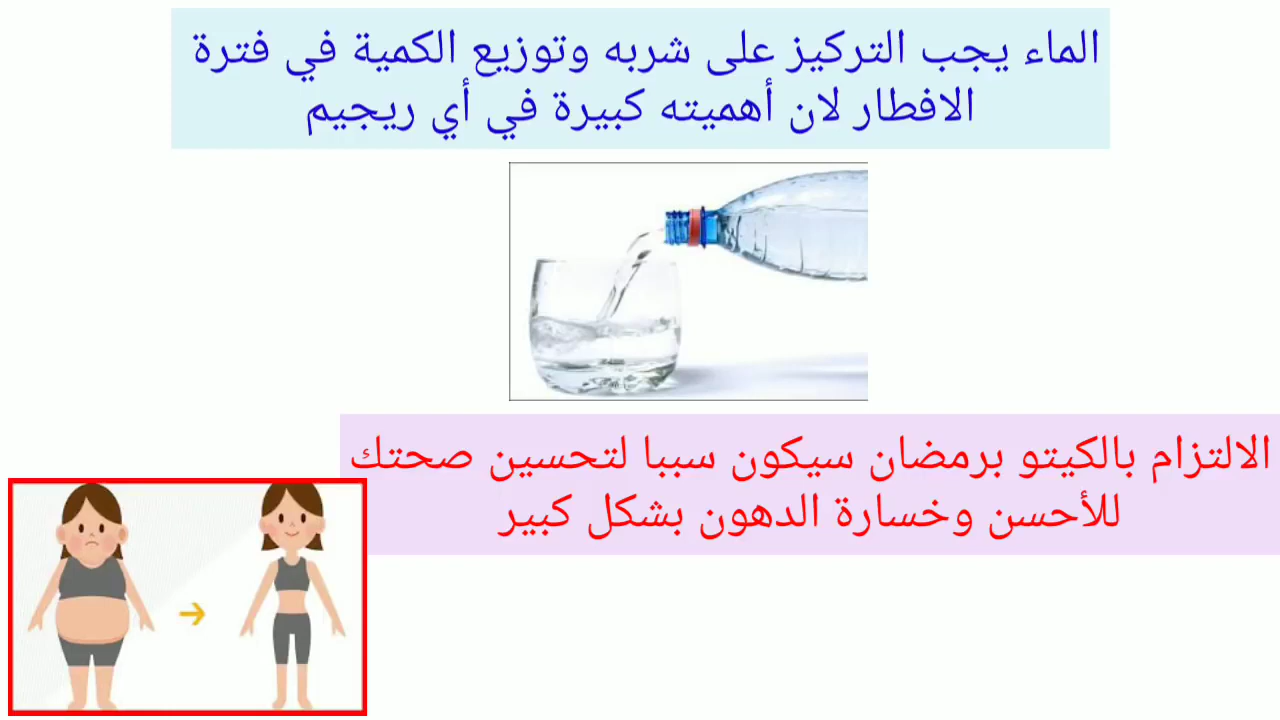 الماء يجب التركيز على شربه وتوزيع الكمية في فترة
الافطار لان أهميته كبيرة في أي ريجيم
الالتزام بالكيتو برمضان سيكون سببا لتحسين صحتك
للأحسن وخسارة الدهون بشكل كبير